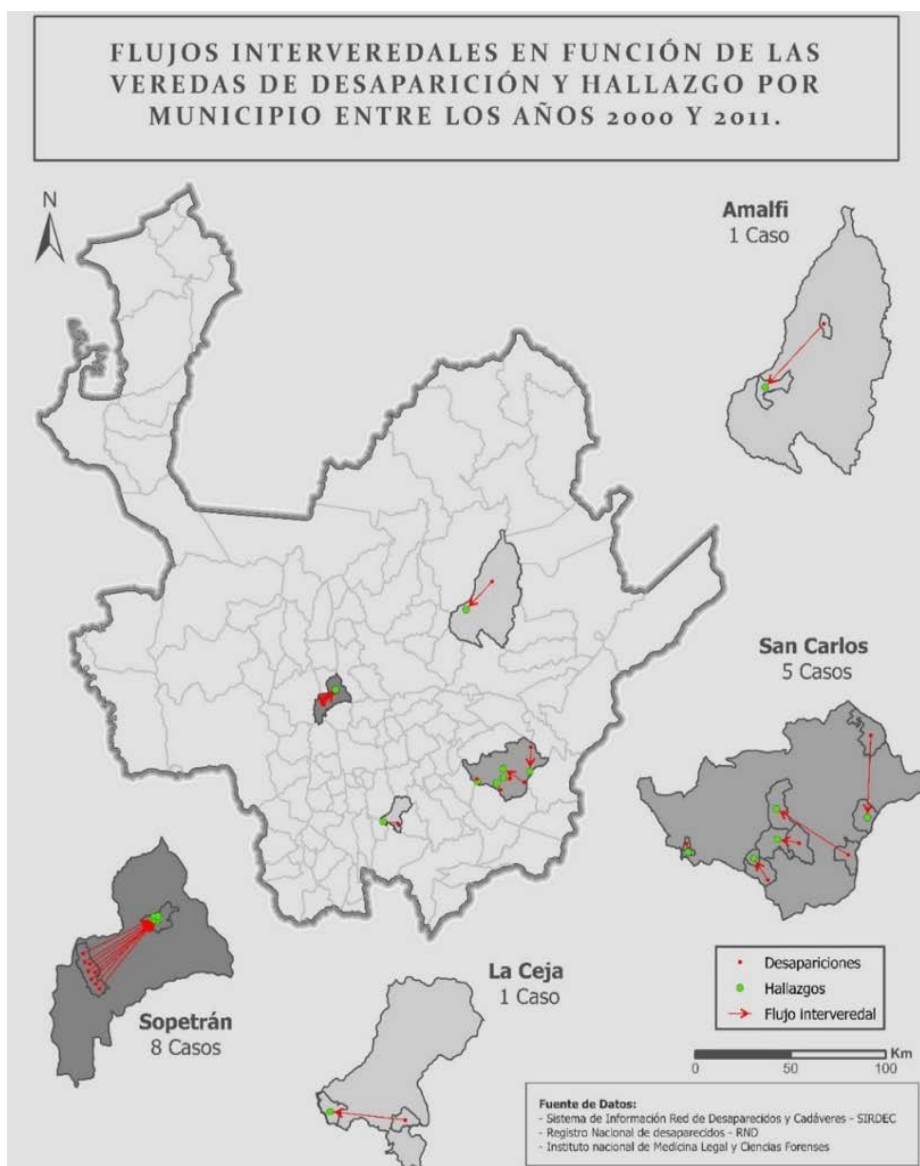 FLUJOS INTERVEREDALES EN FUNCIÓN DE LAS
VEREDAS DE DESAPARICIÓN Y HALLAZGO POR
MUNICIPIO ENTRE LOS AÑOS 2000 Y 2011.
N
Amalfi
1 Caso
San Carlos
5 Casos
Sopetrán
8 Casos
La Ceja
1 Caso
Desapariciones
Hallazgos
Flujo interveredal
Km
0 50 100
Fuente de Datos:
- Sistema de Información Red de Desaparecidos y Cadáveres - SIRDEC
- Registro Nacional de desaparecidos - RND
- Instituto nacional de Medicina Legal y Ciencias Forenses